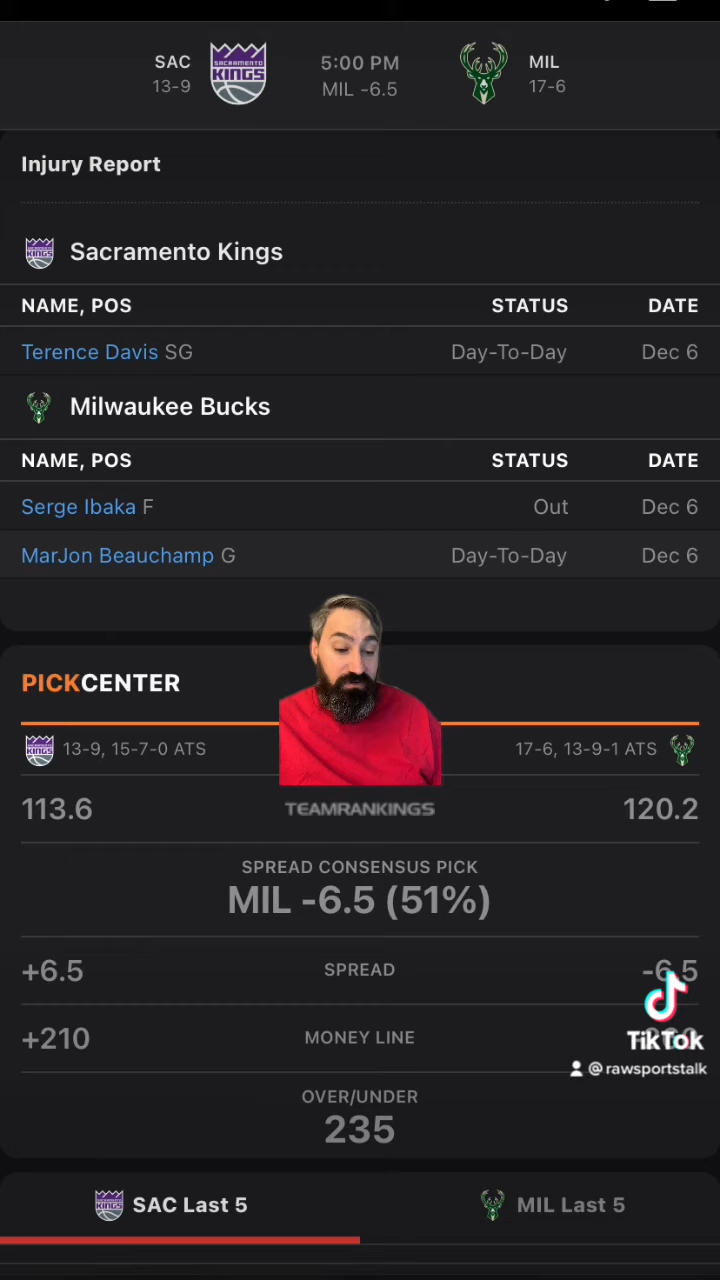 SAC
13-9
SACRAMENTO
KINGS
5:00 PM
MIL -6.5
MIL
17-6
Injury Report
Sacramento Kings
NAME, POS STATUS DATE
Terence Davis SG Day-To-Day Dec 6
Milwaukee Bucks
NAME, POS STATUS DATE
Serge Ibaka F Out Dec 6
MarJon Beauchamp G Day-To-Day Dec 6
PICKCENTER
KINGS 13-9, 15-7-0 ATS 17-6, 13-9-1 ATS
113.6 TEAMRANKINGS 120.2
SPREAD CONSENSUS PICK
MIL -6.5 (51%)
+6.5 SPREAD -6.5
+210 MONEY LINE
TikTok
@rawsportstalk
OVER/UNDER
235
KINGS SAC Last 5 MIL Last 5